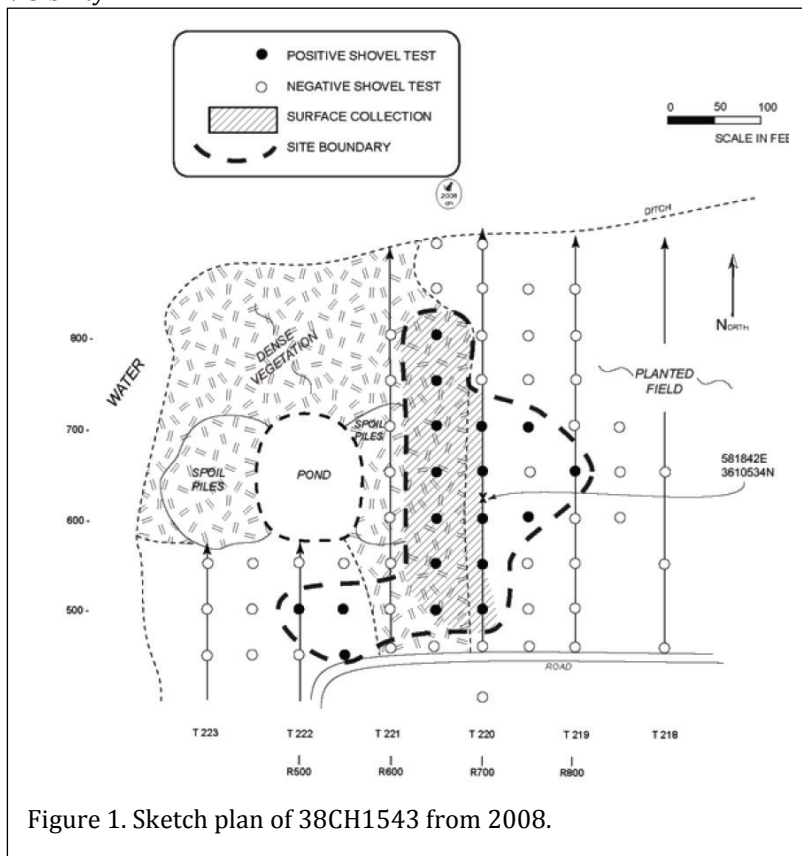 POSITIVE SHOVEL TEST
NEGATIVE SHOVEL TEST
SURFACE COLLECTION
SITE BOUNDARY
0 50 100
SCALE IN FEE
2008
DITCH
NORTH
800 -
DENSE
VEGETATION
WATER
PLANTED
FIELD
700 -
SPOIL
PILES
SPOIL
PILES
POND
581842E
3610534N
600 -
500 -
ROAD
T 223 T 222 T 221 T 220 T 219 T 218
R500 R600 R700 R800
Figure 1. Sketch plan of 38CH1543 from 2008.